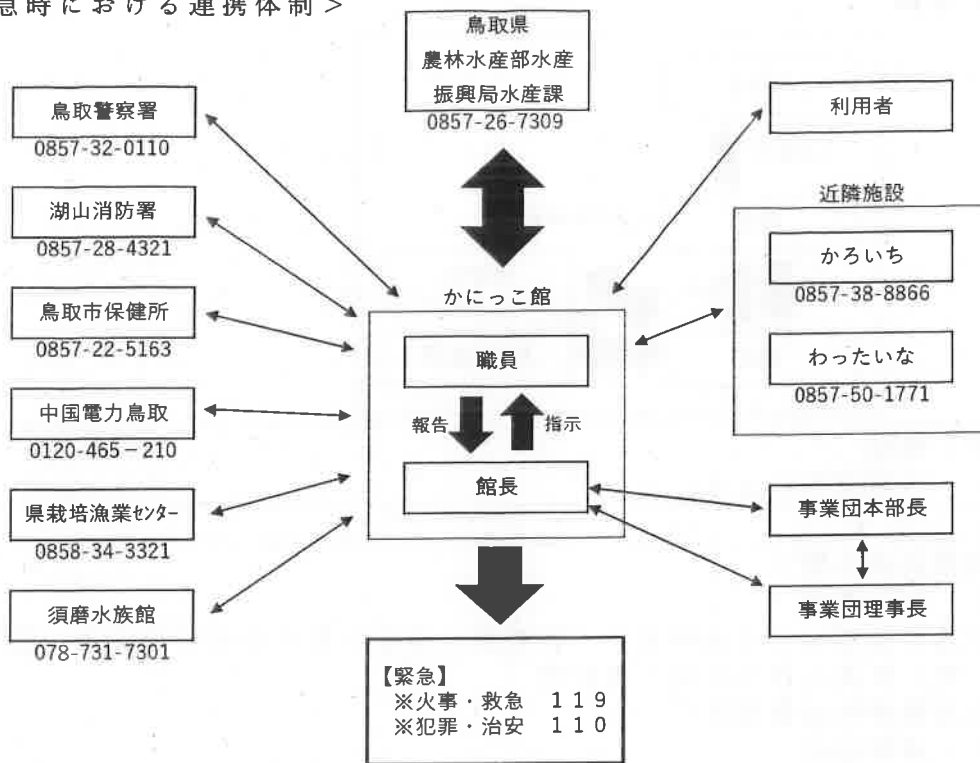 急時における連携体制＞
鳥取県
農林水産部水産
振興局水産課
0857-26-7309
鳥取警察署
0857-32-0110
湖山消防署
0857-28-4321
鳥取市保健所
0857-22-5163
中国電力鳥取
0120-465－210
県栽培漁業センター
0858-34-3321
須磨水族館
078-731-7301
かにっこ館
職員
報告
指示
館長
利用者
近隣施設
かろいち
0857-38-8866
わったいな
0857-50-1771
事業団本部長
事業団理事長
【緊急】
※火事・救急　１１９
※犯罪・治安　１１０